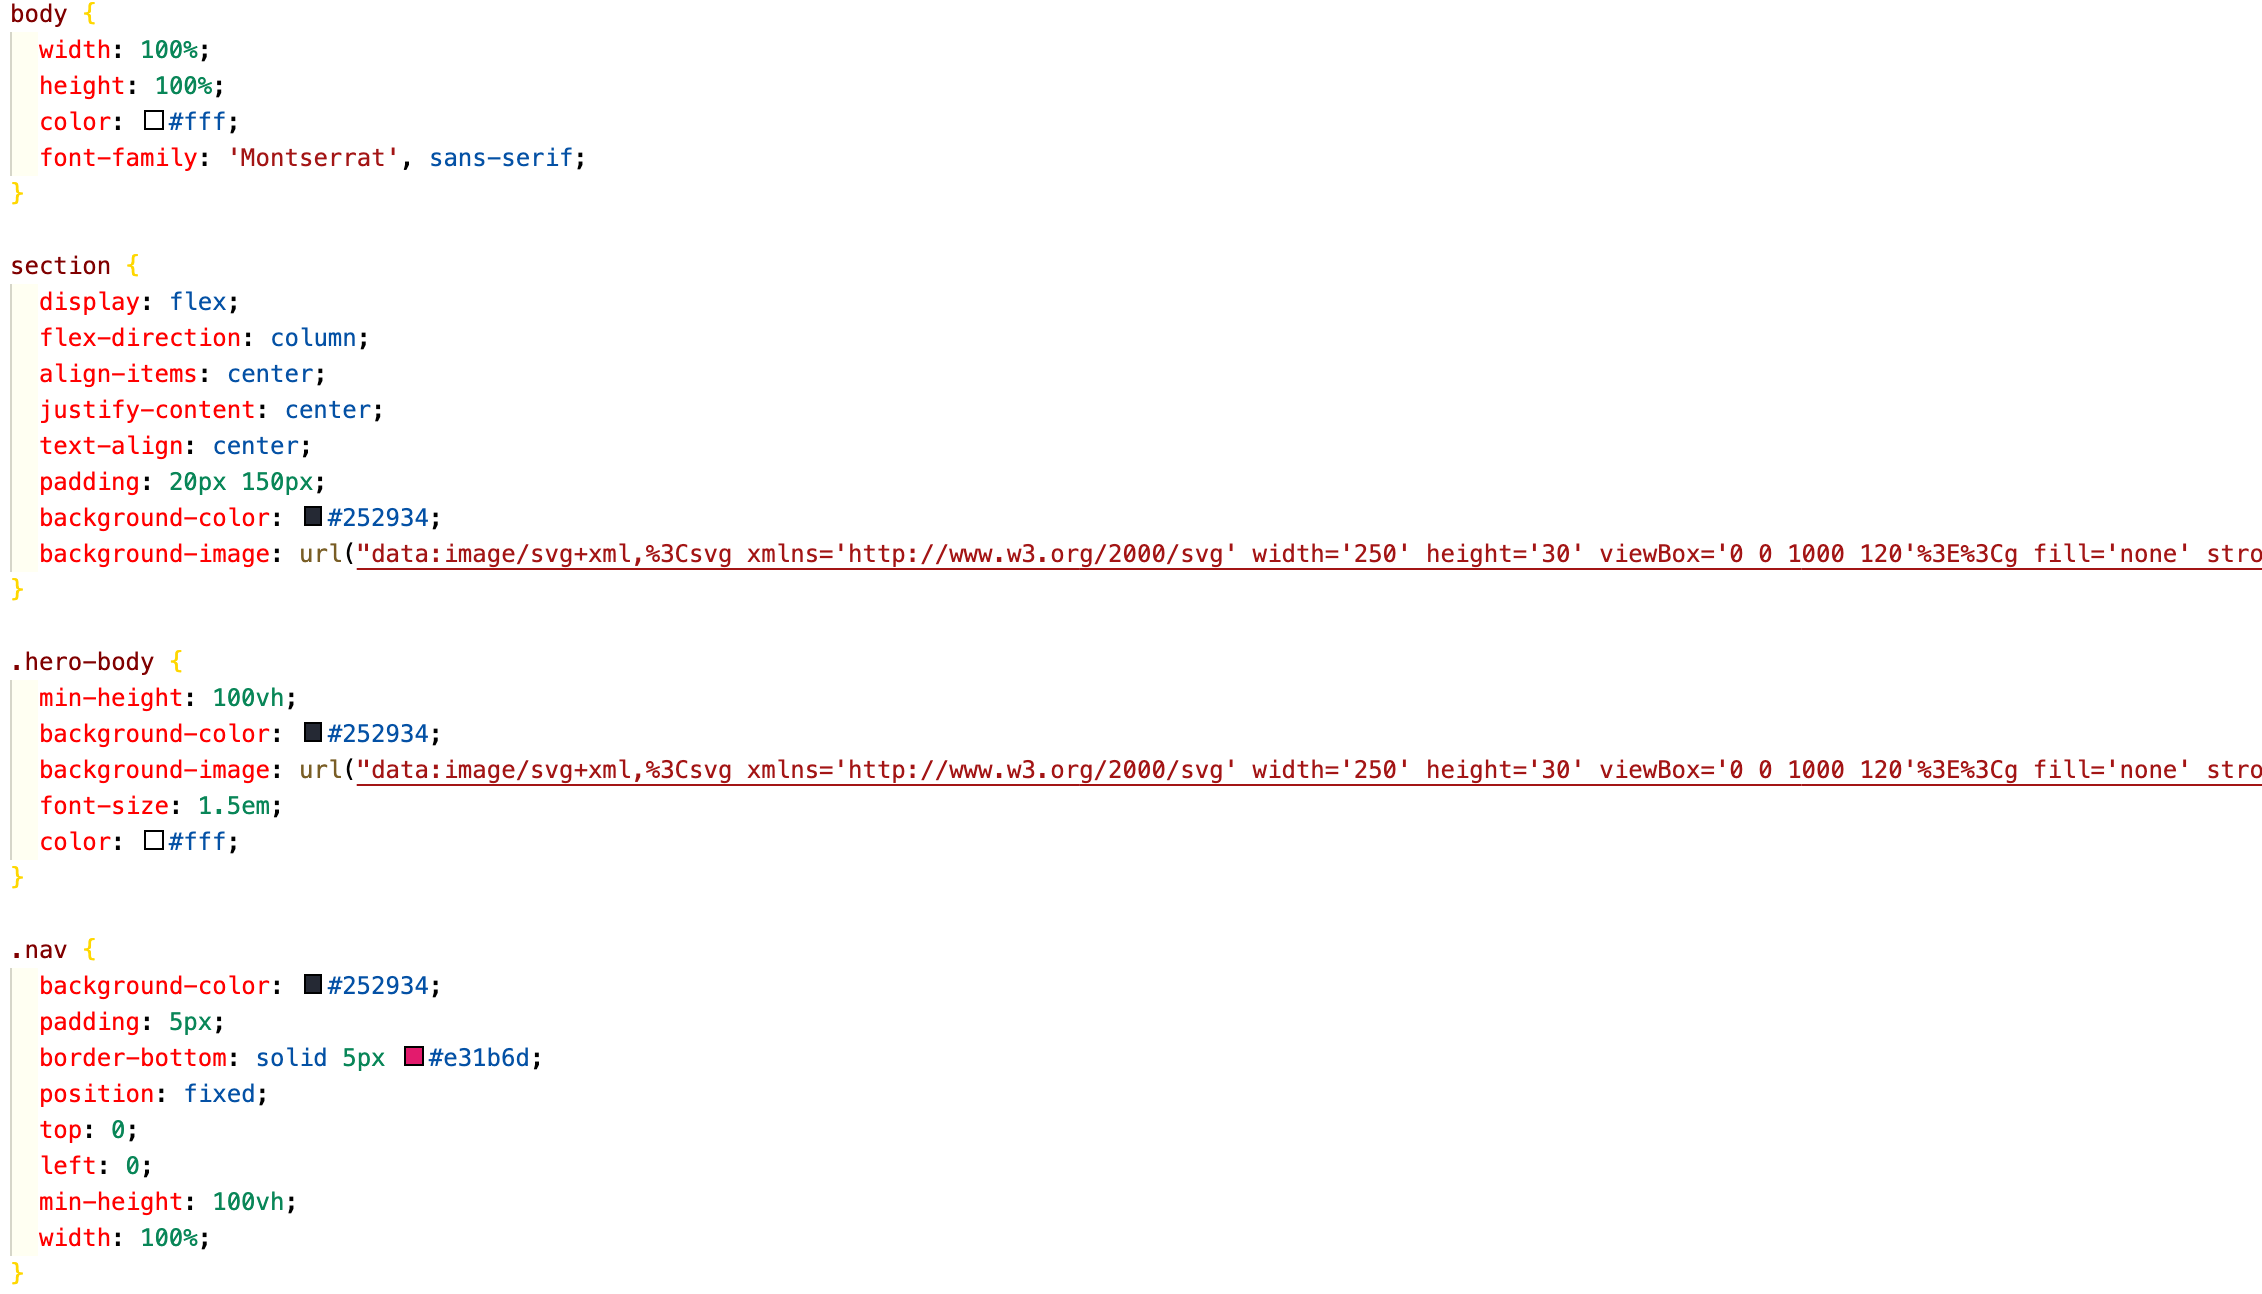 body {
  width: 100%;
  height: 100%;
  color: #fff;
  font-family: 'Montserrat', sans-serif;
}

section {
  display: flex;
  flex-direction: column;
  align-items: center;
  justify-content: center;
  text-align: center;
  padding: 20px 150px;
  background-color: #252934;
  background-image: url("data:image/svg+xml,%3Csvg xmlns='http://www.w3.org/2000/svg' width='250' height='30' viewBox='0 0 1000 120'%3E%3Cg fill='none' stro
}

.hero-body {
  min-height: 100vh;
  background-color: #252934;
  background-image: url("data:image/svg+xml,%3Csvg xmlns='http://www.w3.org/2000/svg' width='250' height='30' viewBox='0 0 1000 120'%3E%3Cg fill='none' stro
  font-size: 1.5em;
  color: #fff;
}

.nav {
  background-color: #252934;
  padding: 5px;
  border-bottom: solid 5px #e31b6d;
  position: fixed;
  top: 0;
  left: 0;
  min-height: 100vh;
  width: 100%;
}